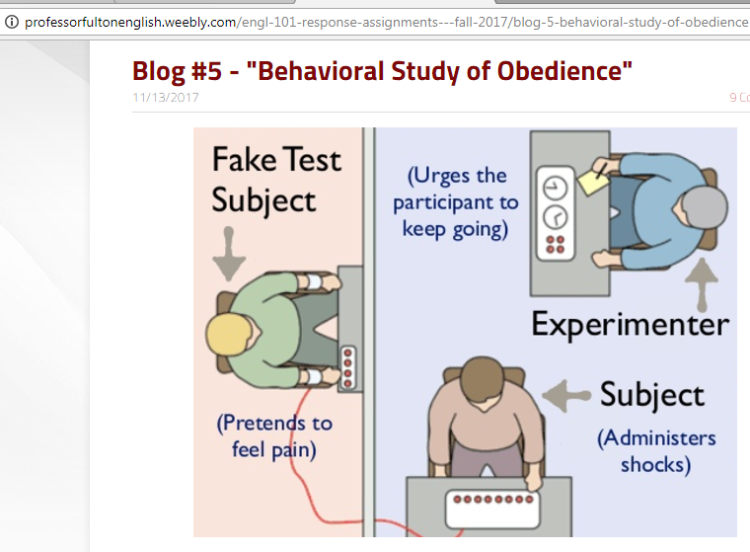 professorfultonenglish.weebly.com/engl-101-response-assignments---fall-2017/blog-5-behavioral-study-of-obedience
Blog #5 - "Behavioral Study of Obedience"
11/13/2017
9 Co
Fake Test
Subject
(Urges the
participant to
keep going)
Experimenter
Subject
(Administers
shocks)
(Pretends to
feel pain)